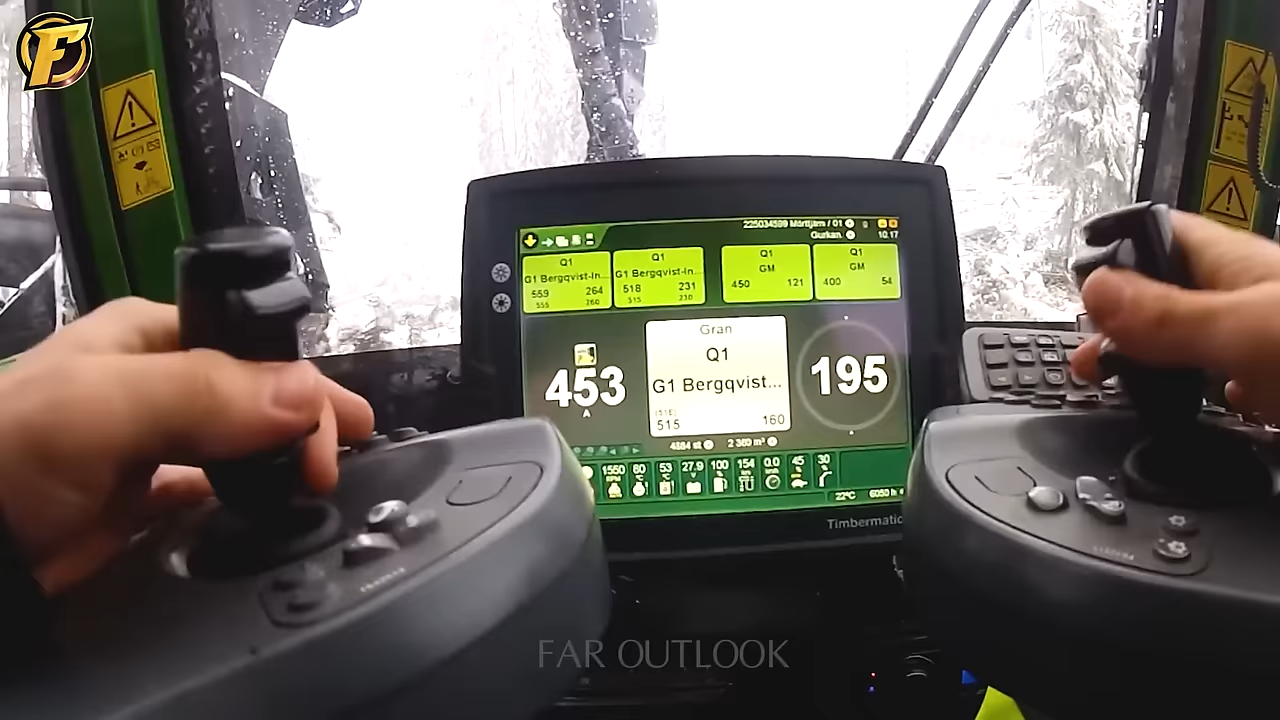 F
225034599 Mörttjärn / 01
Gurkan.
10:17
Q1
G1 Bergqvist-In...
559 264
555 260
Q1
G1 Bergqvist-In...
518 231
515 230
Q1
GM
450 121
Q1
GM
400 54
453
A
Gran
Q1
G1 Bergqvist...
515 160
195
4884 st
2 360 m³
1550 60 53 27.9 100 154 0.0 45 30
RPM °C °C V
22°C
6050 h
Timbermatic
FAR OUTLOOK